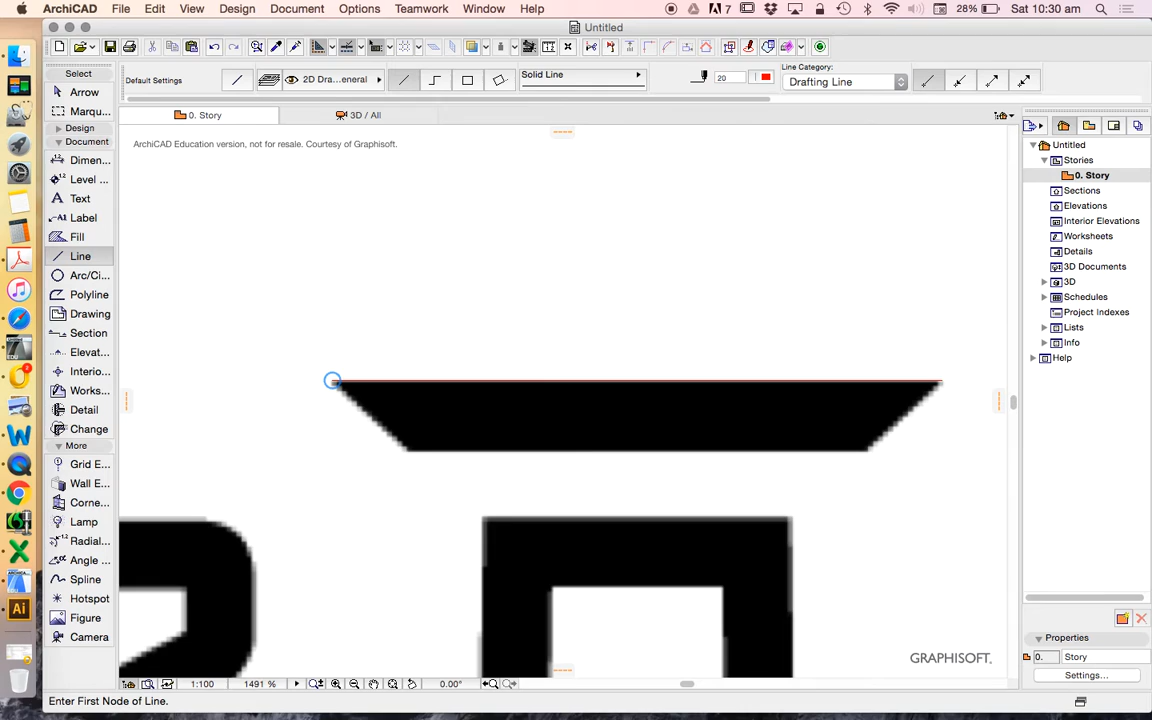 ArchiCAD File Edit View Design Document Options Teamwork Window Help 7 28% Sat 10:30 am
Untitled
Select
Arrow
Marqu...
Design
Document
Dimen...
Level ...
Text
Label
Fill
Line
Arc/Ci...
Polyline
Drawing
Section
Elevat...
Interio...
Works...
Detail
Change
More
Grid E...
Wall E...
Corne...
Lamp
Radial...
Angle ...
Spline
Hotspot
Figure
Camera
Default Settings
2D Dra...eneral
Solid Line
20
Line Category:
Drafting Line
0. Story
3D / All
ArchiCAD Education version, not for resale. Courtesy of Graphisoft.
GRAPHISOFT.
Untitled
Stories
0. Story
Sections
Elevations
Interior Elevations
Worksheets
Details
3D Documents
3D
Schedules
Project Indexes
Lists
Info
Help
Properties
0. Story
Settings...
1:100 1491 % 0.00°
Enter First Node of Line.